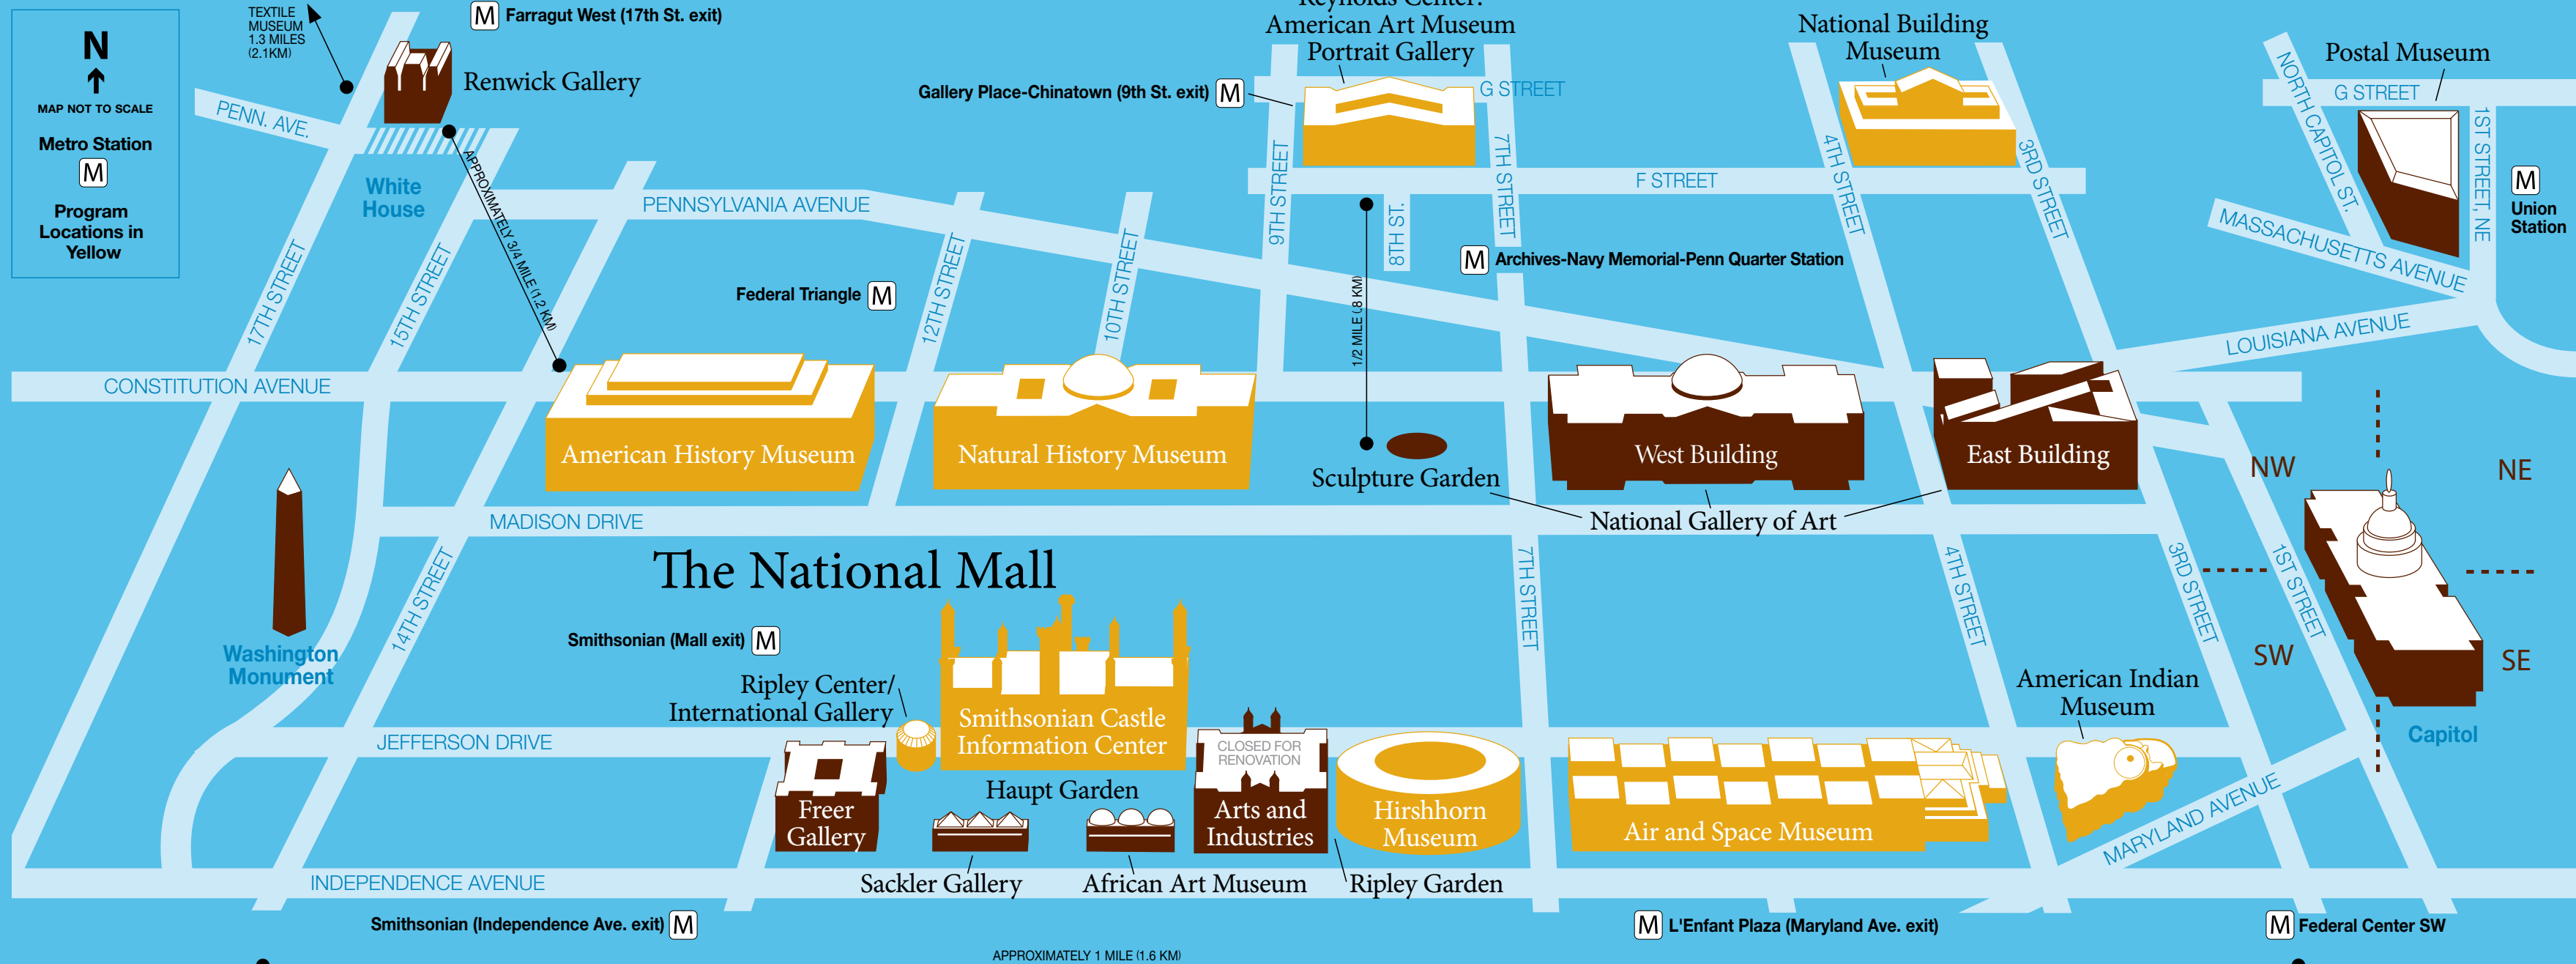 N
MAP NOT TO SCALE
Metro Station
M
Program
Locations in
Yellow
TEXTILE
MUSEUM
1.3 MILES
(2.1KM)
M Farragut West (17th St. exit)
Renwick Gallery
PENN. AVE.
White
House
APPROXIMATELY 3/4 MILE (1.2 KM)
Reynolds Center:
American Art Museum
Portrait Gallery
Gallery Place-Chinatown (9th St. exit) M
G STREET
National Building
Museum
Postal Museum
NORTH CAPITOL ST.
G STREET
1ST STREET, NE
M
Union
Station
MASSACHUSETTS AVENUE
LOUISIANA AVENUE
PENNSYLVANIA AVENUE
F STREET
9TH STREET
8TH ST.
7TH STREET
4TH STREET
3RD STREET
17TH STREET
15TH STREET
12TH STREET
10TH STREET
Federal Triangle M
M Archives-Navy Memorial-Penn Quarter Station
1/2 MILE (.8 KM)
CONSTITUTION AVENUE
American History Museum
Natural History Museum
Sculpture Garden
West Building
East Building
National Gallery of Art
NW
NE
SW
SE
MADISON DRIVE
The National Mall
14TH STREET
7TH STREET
4TH STREET
3RD STREET
1ST STREET
Washington
Monument
Smithsonian (Mall exit) M
Ripley Center/
International Gallery
Smithsonian Castle
Information Center
American Indian
Museum
Capitol
JEFFERSON DRIVE
CLOSED FOR
RENOVATION
Freer
Gallery
Haupt Garden
Arts and
Industries
Hirshhorn
Museum
Air and Space Museum
MARYLAND AVENUE
INDEPENDENCE AVENUE
Sackler Gallery
African Art Museum
Ripley Garden
Smithsonian (Independence Ave. exit) M
M L'Enfant Plaza (Maryland Ave. exit)
M Federal Center SW
APPROXIMATELY 1 MILE (1.6 KM)